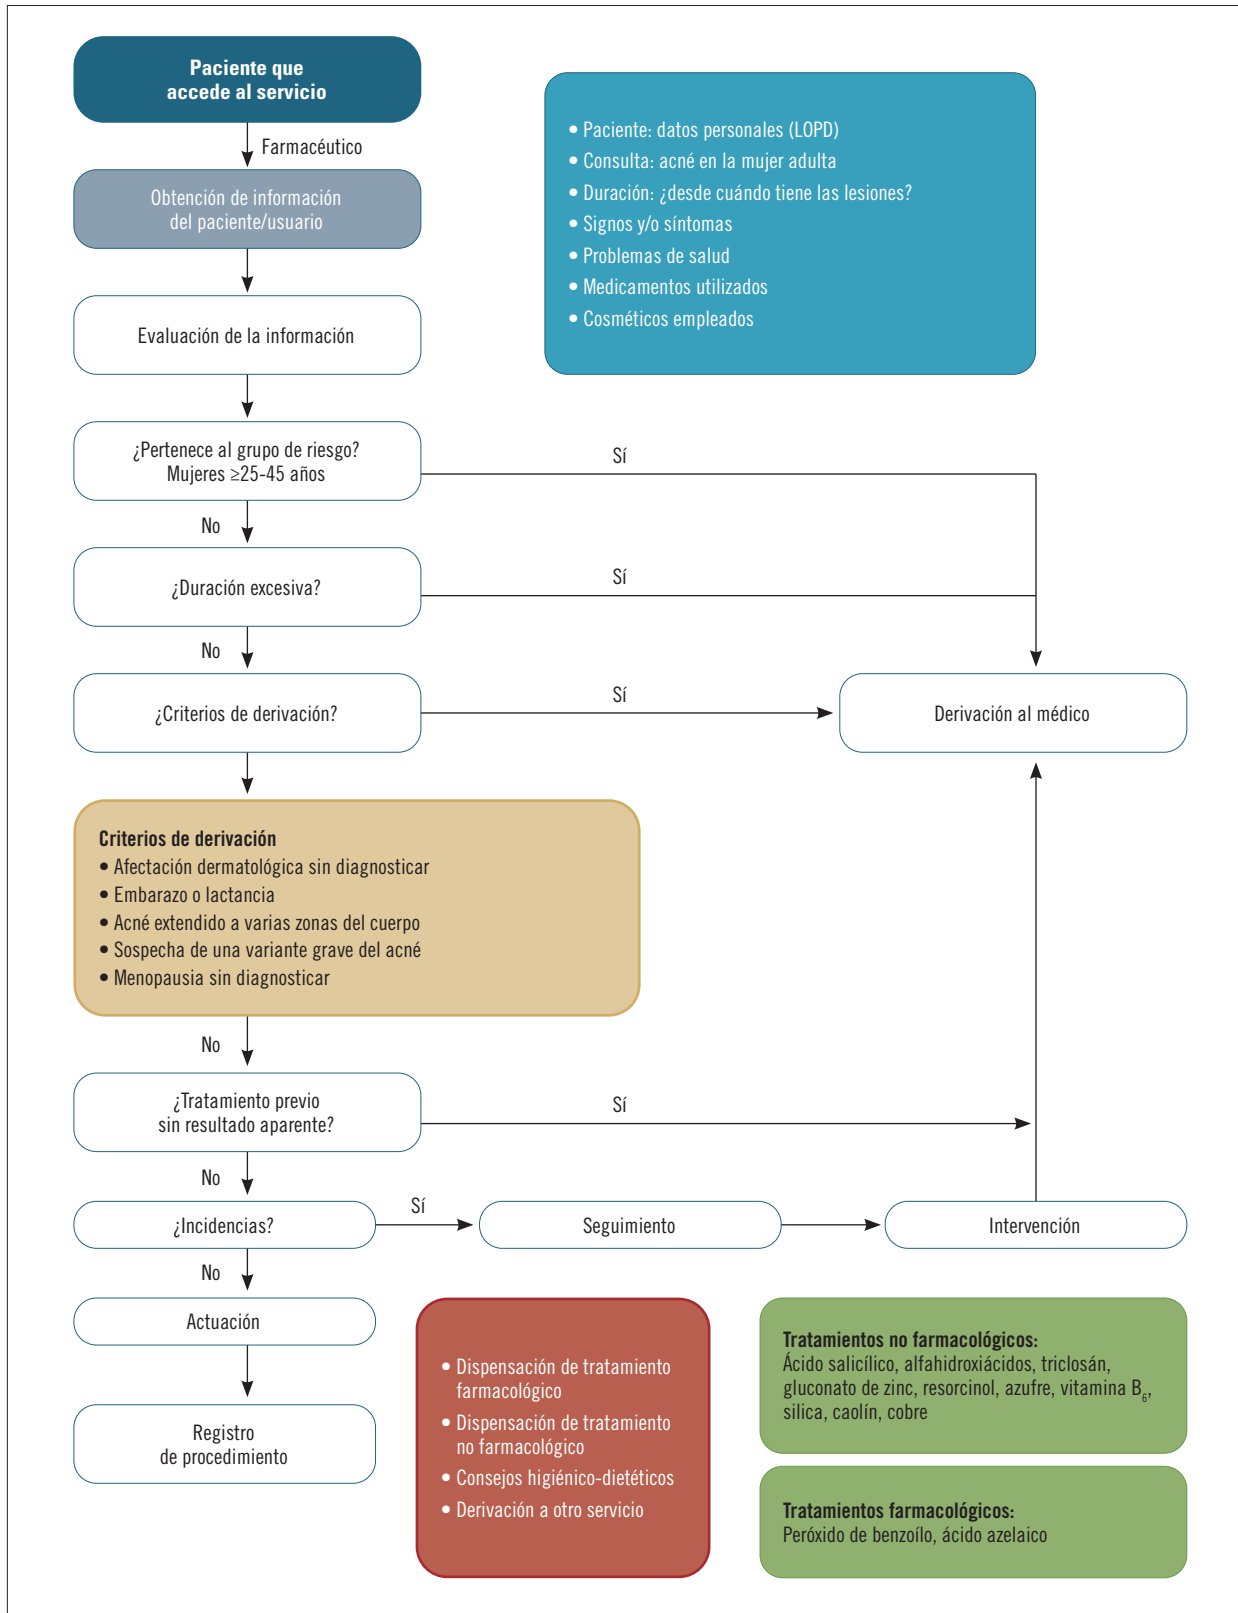 Paciente que
accede al servicio
Farmacéutico
Obtención de información
del paciente/usuario
• Paciente: datos personales (LOPD)
• Consulta: acné en la mujer adulta
• Duración: ¿desde cuándo tiene las lesiones?
• Signos y/o síntomas
• Problemas de salud
• Medicamentos utilizados
• Cosméticos empleados
Evaluación de la información
¿Pertenece al grupo de riesgo?
Mujeres ≥25-45 años
Sí
No
¿Duración excesiva?
Sí
No
¿Criterios de derivación?
Sí
Derivación al médico
Criterios de derivación
• Afectación dermatológica sin diagnosticar
• Embarazo o lactancia
• Acné extendido a varias zonas del cuerpo
• Sospecha de una variante grave del acné
• Menopausia sin diagnosticar
No
¿Tratamiento previo
sin resultado aparente?
Sí
No
¿Incidencias?
Sí
Seguimiento
Intervención
No
Actuación
Registro
de procedimiento
• Dispensación de tratamiento
farmacológico
• Dispensación de tratamiento
no farmacológico
• Consejos higiénico-dietéticos
• Derivación a otro servicio
Tratamientos no farmacológicos:
Ácido salicílico, alfahidroxiácidos, triclosán,
gluconato de zinc, resorcinol, azufre, vitamina B₆,
silica, caolín, cobre
Tratamientos farmacológicos:
Peróxido de benzoílo, ácido azelaico